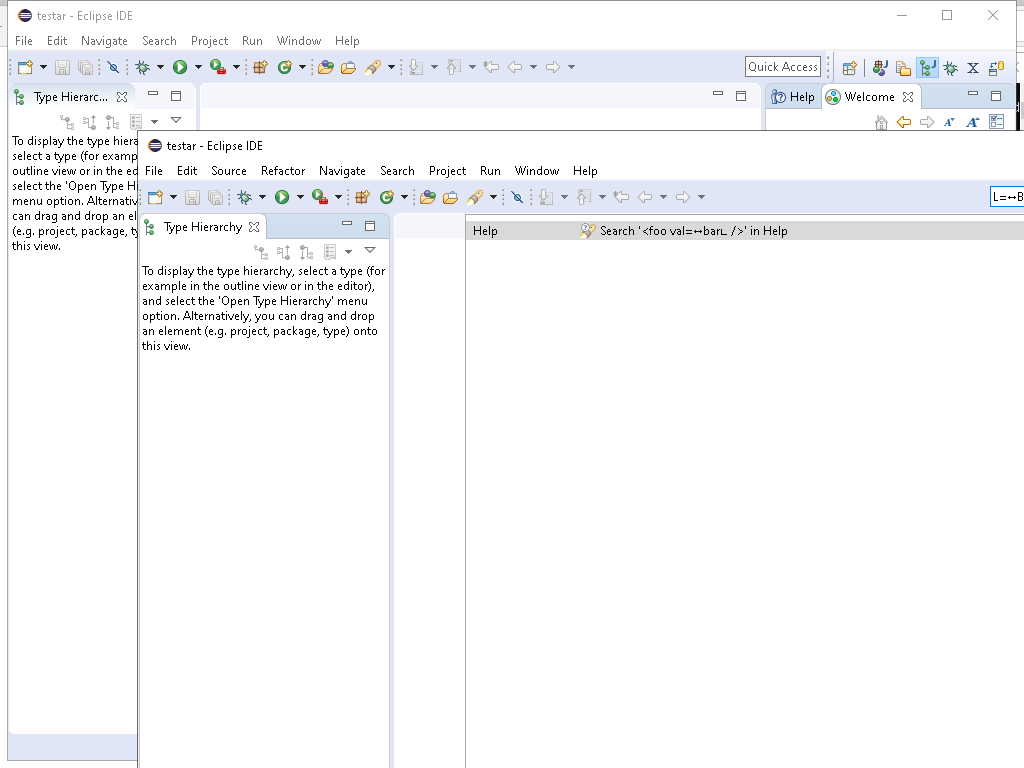 testar - Eclipse IDE
File Edit Navigate Search Project Run Window Help
Quick Access
Type Hierarc...
Help
Welcome
To display the type hiera
select a type (for examp
outline view or in the ed
select the 'Open Type Hi
menu option. Alternativ
can drag and drop an el
(e.g. project, package, ty
this view.
testar - Eclipse IDE
File Edit Source Refactor Navigate Search Project Run Window Help
Type Hierarchy
To display the type hierarchy, select a type (for
example in the outline view or in the editor),
and select the 'Open Type Hierarchy' menu
option. Alternatively, you can drag and drop
an element (e.g. project, package, type) onto
this view.
Help
Search '<foo val=↔bar∟ />' in Help